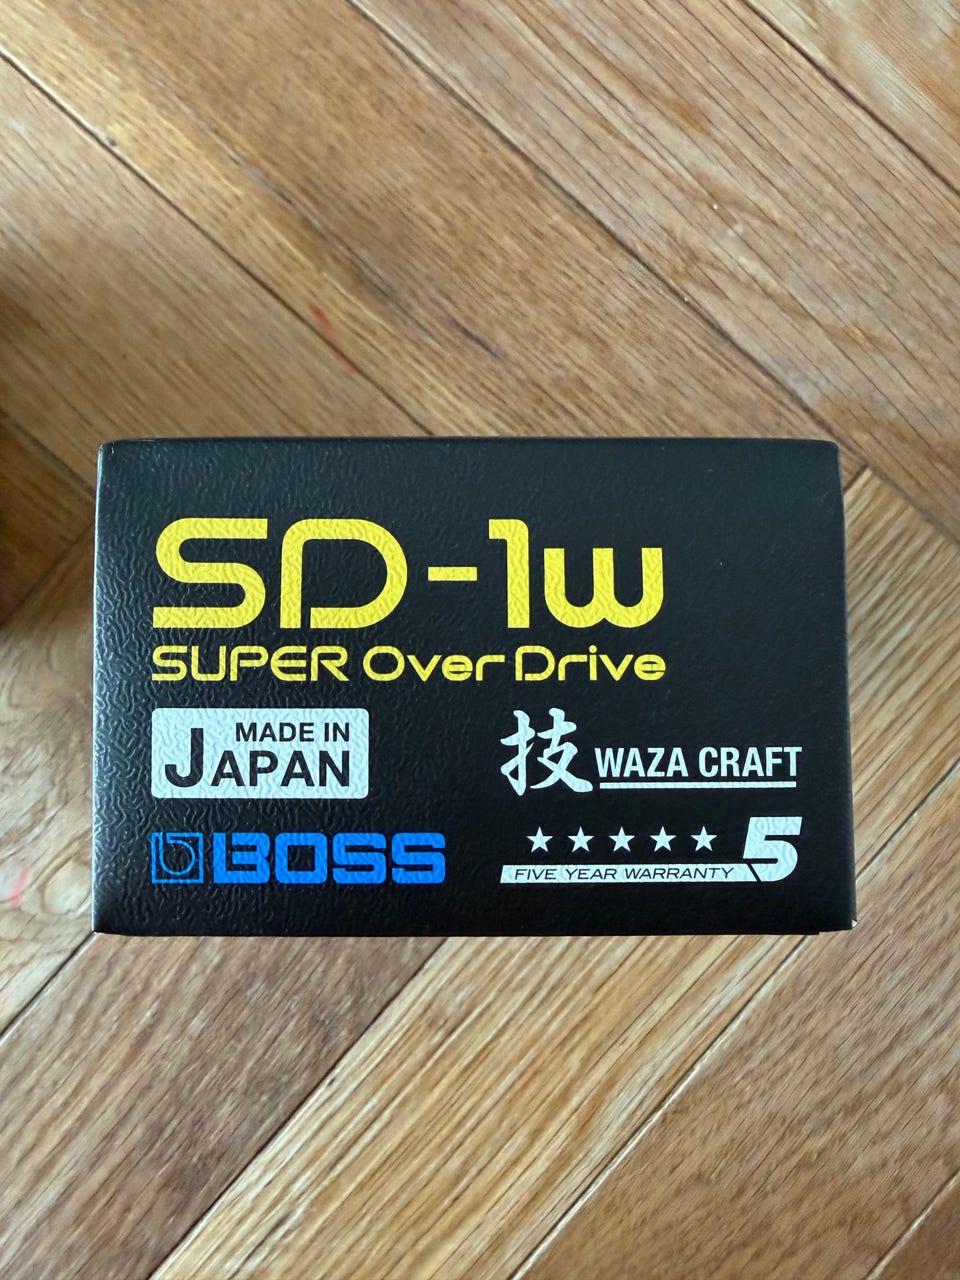 SD-1w
SUPER Over Drive
MADE IN
JAPAN
技 WAZA CRAFT
BOSS
5
FIVE YEAR WARRANTY